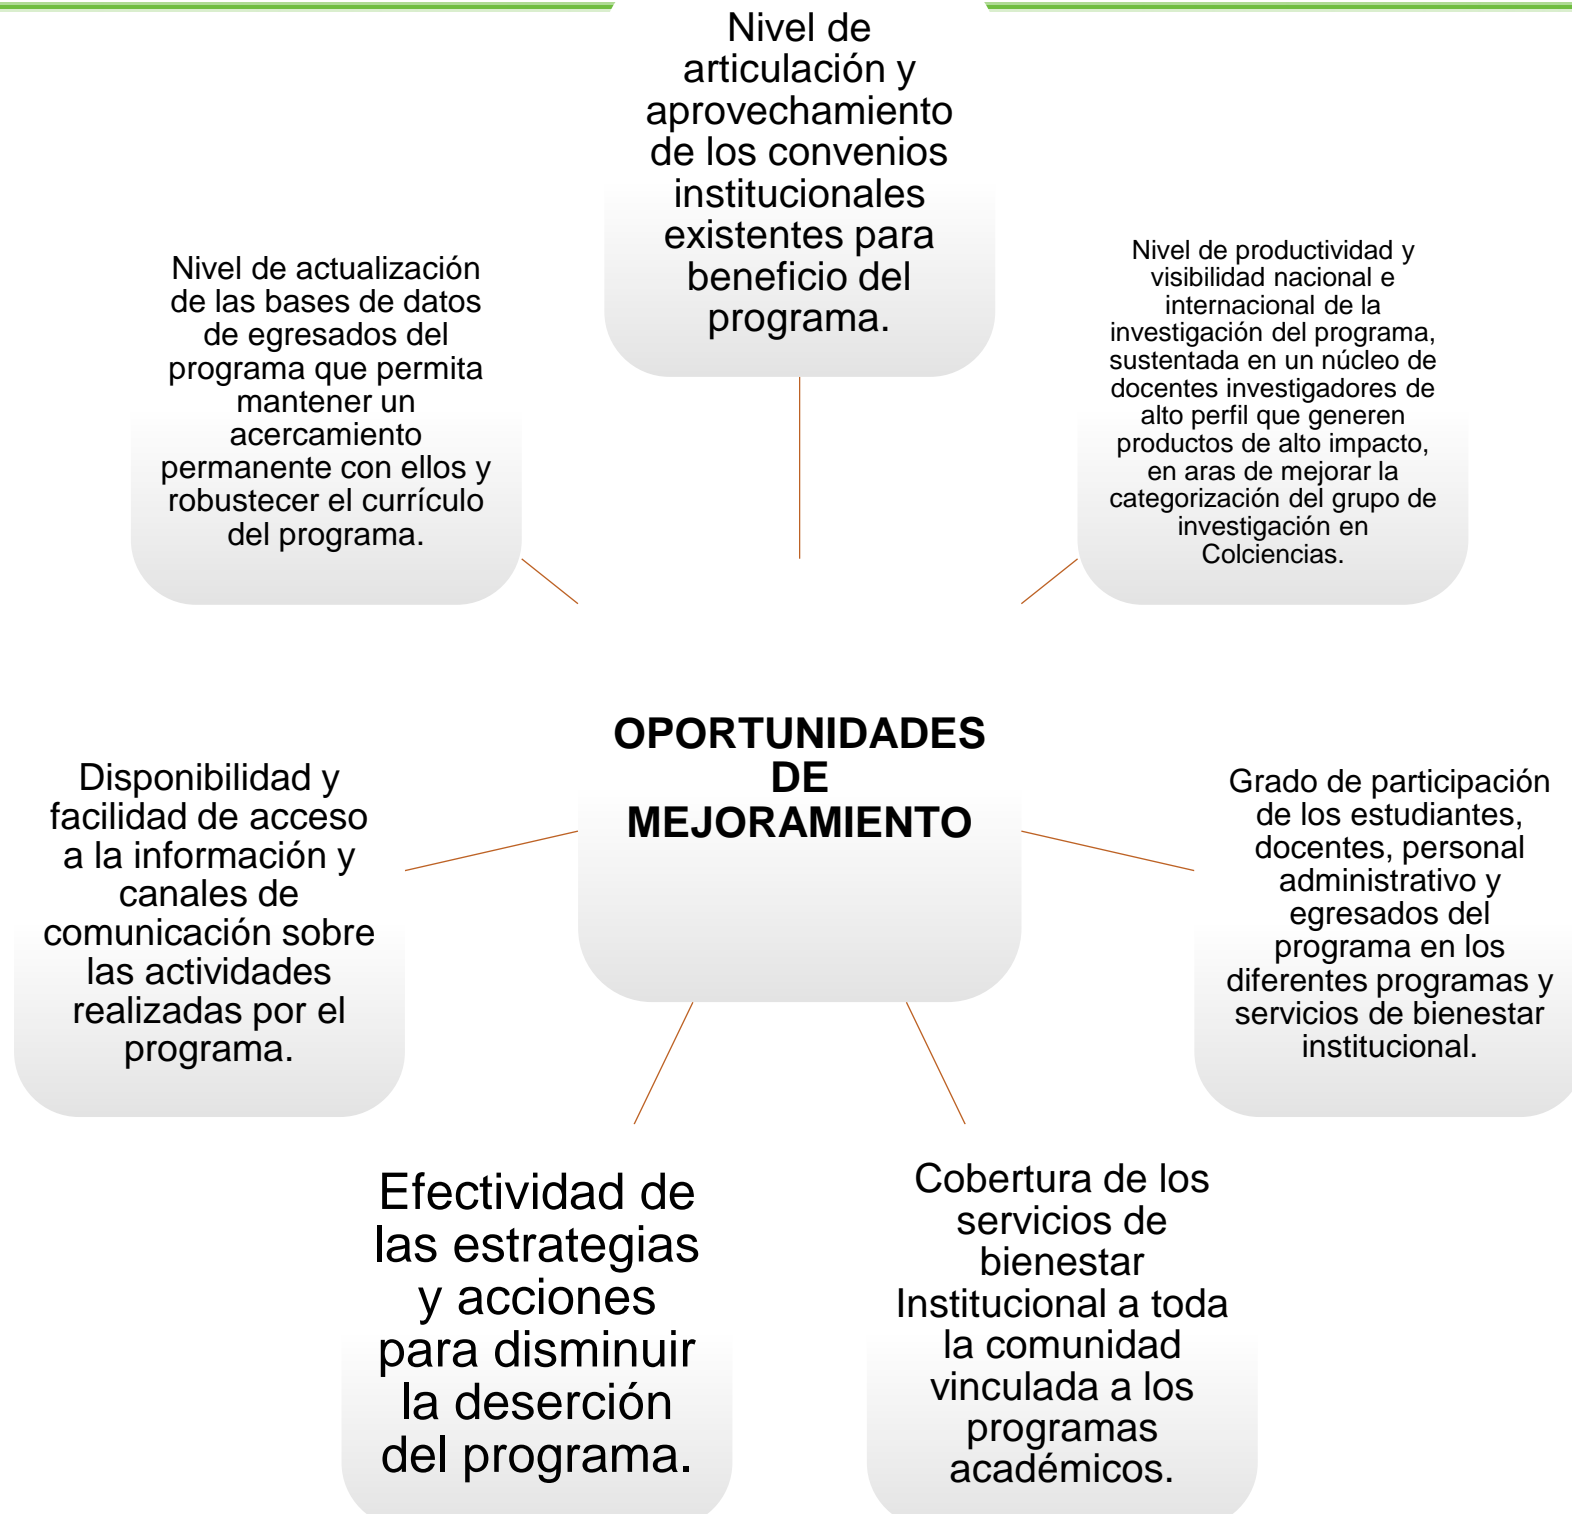 Nivel de
articulación y
aprovechamiento
de los convenios
institucionales
existentes para
beneficio del
programa.
Nivel de productividad y
visibilidad nacional e
internacional de la
investigación del programa,
sustentada en un núcleo de
docentes investigadores de
alto perfil que generen
productos de alto impacto,
en aras de mejorar la
categorización del grupo de
investigación en
Colciencias.
Nivel de actualización
de las bases de datos
de egresados del
programa que permita
mantener un
acercamiento
permanente con ellos y
robustecer el currículo
del programa.
OPORTUNIDADES
DE
MEJORAMIENTO
Disponibilidad y
facilidad de acceso
a la información y
canales de
comunicación sobre
las actividades
realizadas por el
programa.
Grado de participación
de los estudiantes,
docentes, personal
administrativo y
egresados del
programa en los
diferentes programas y
servicios de bienestar
institucional.
Efectividad de
las estrategias
y acciones
para disminuir
la deserción
del programa.
Cobertura de los
servicios de
bienestar
Institucional a toda
la comunidad
vinculada a los
programas
académicos.